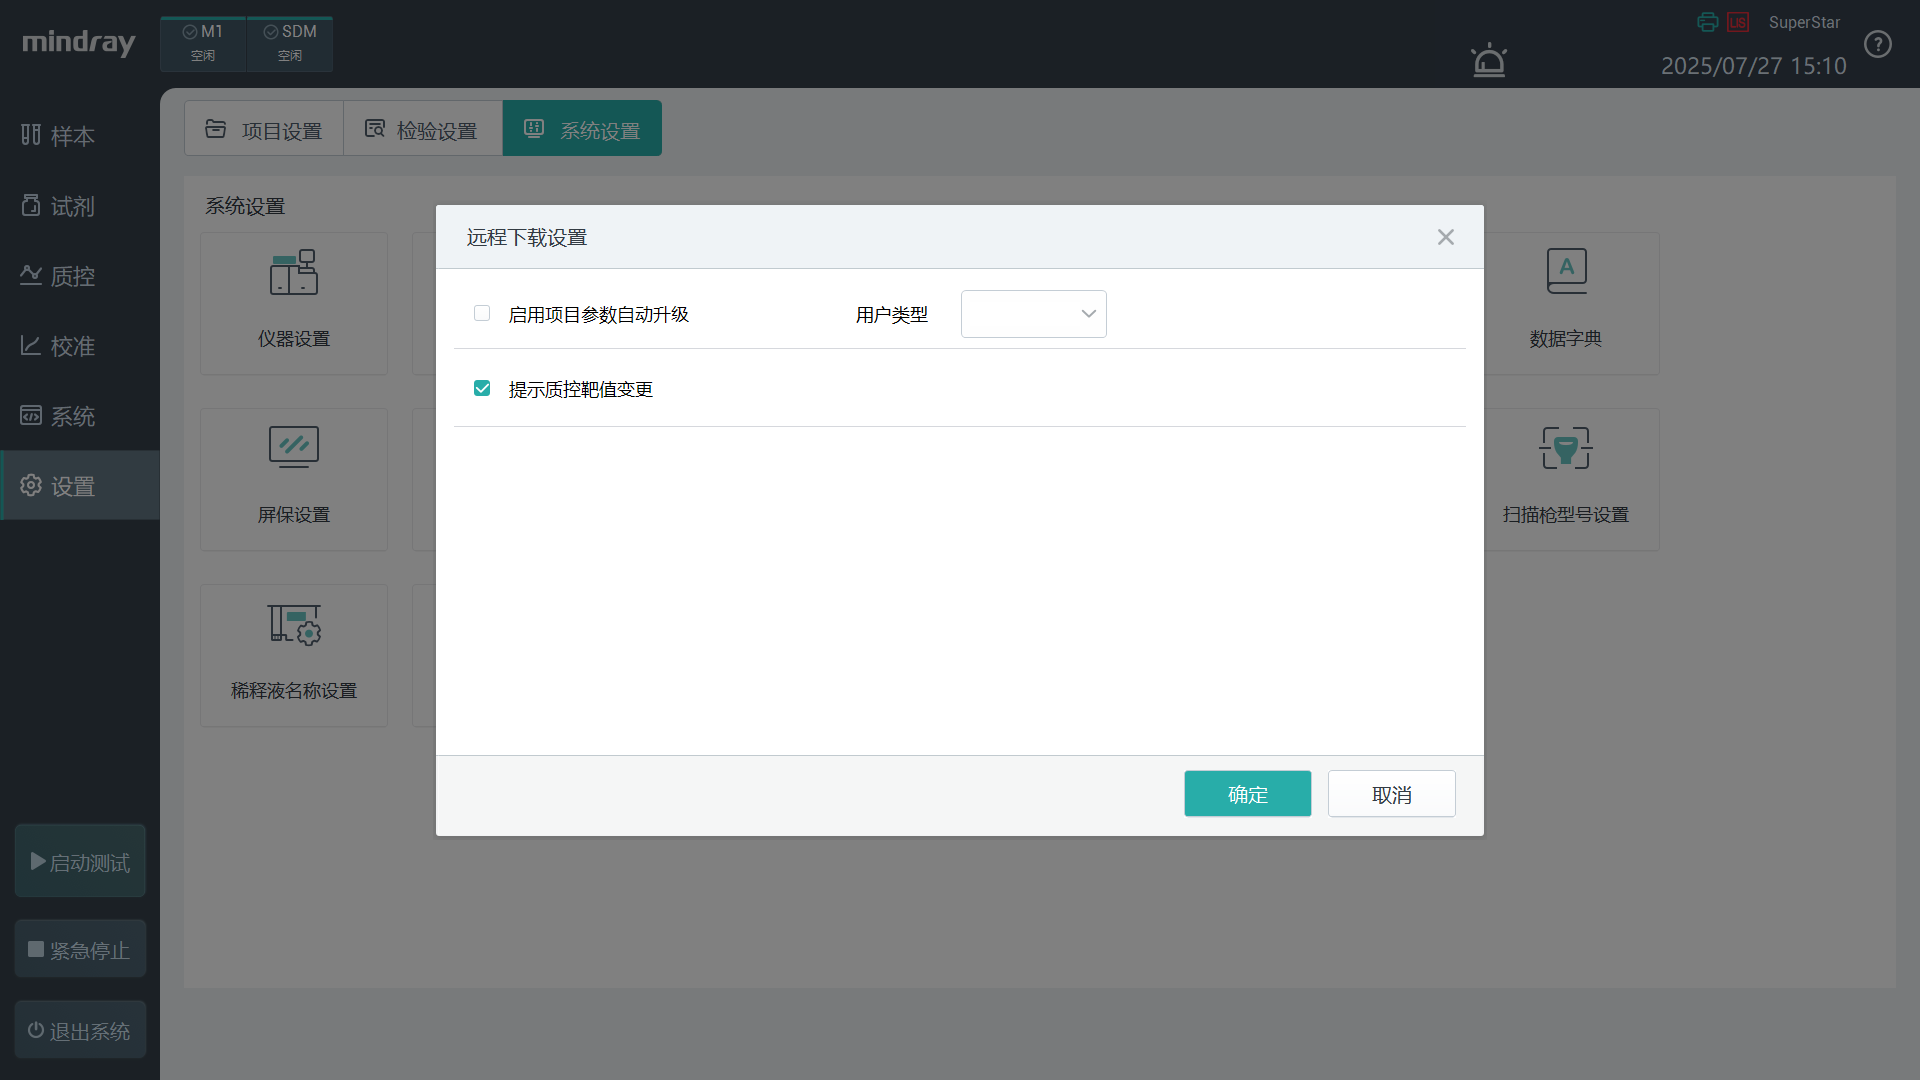 mindray
M1
空闲
SDM
空闲
LIS
SuperStar
2025/07/27 15:10
?
样本
试剂
质控
校准
系统
设置
启动测试
紧急停止
退出系统
项目设置
检验设置
系统设置
系统设置
仪器设置
A
数据字典
屏保设置
扫描枪型号设置
稀释液名称设置
远程下载设置
启用项目参数自动升级
用户类型
提示质控靶值变更
确定
取消